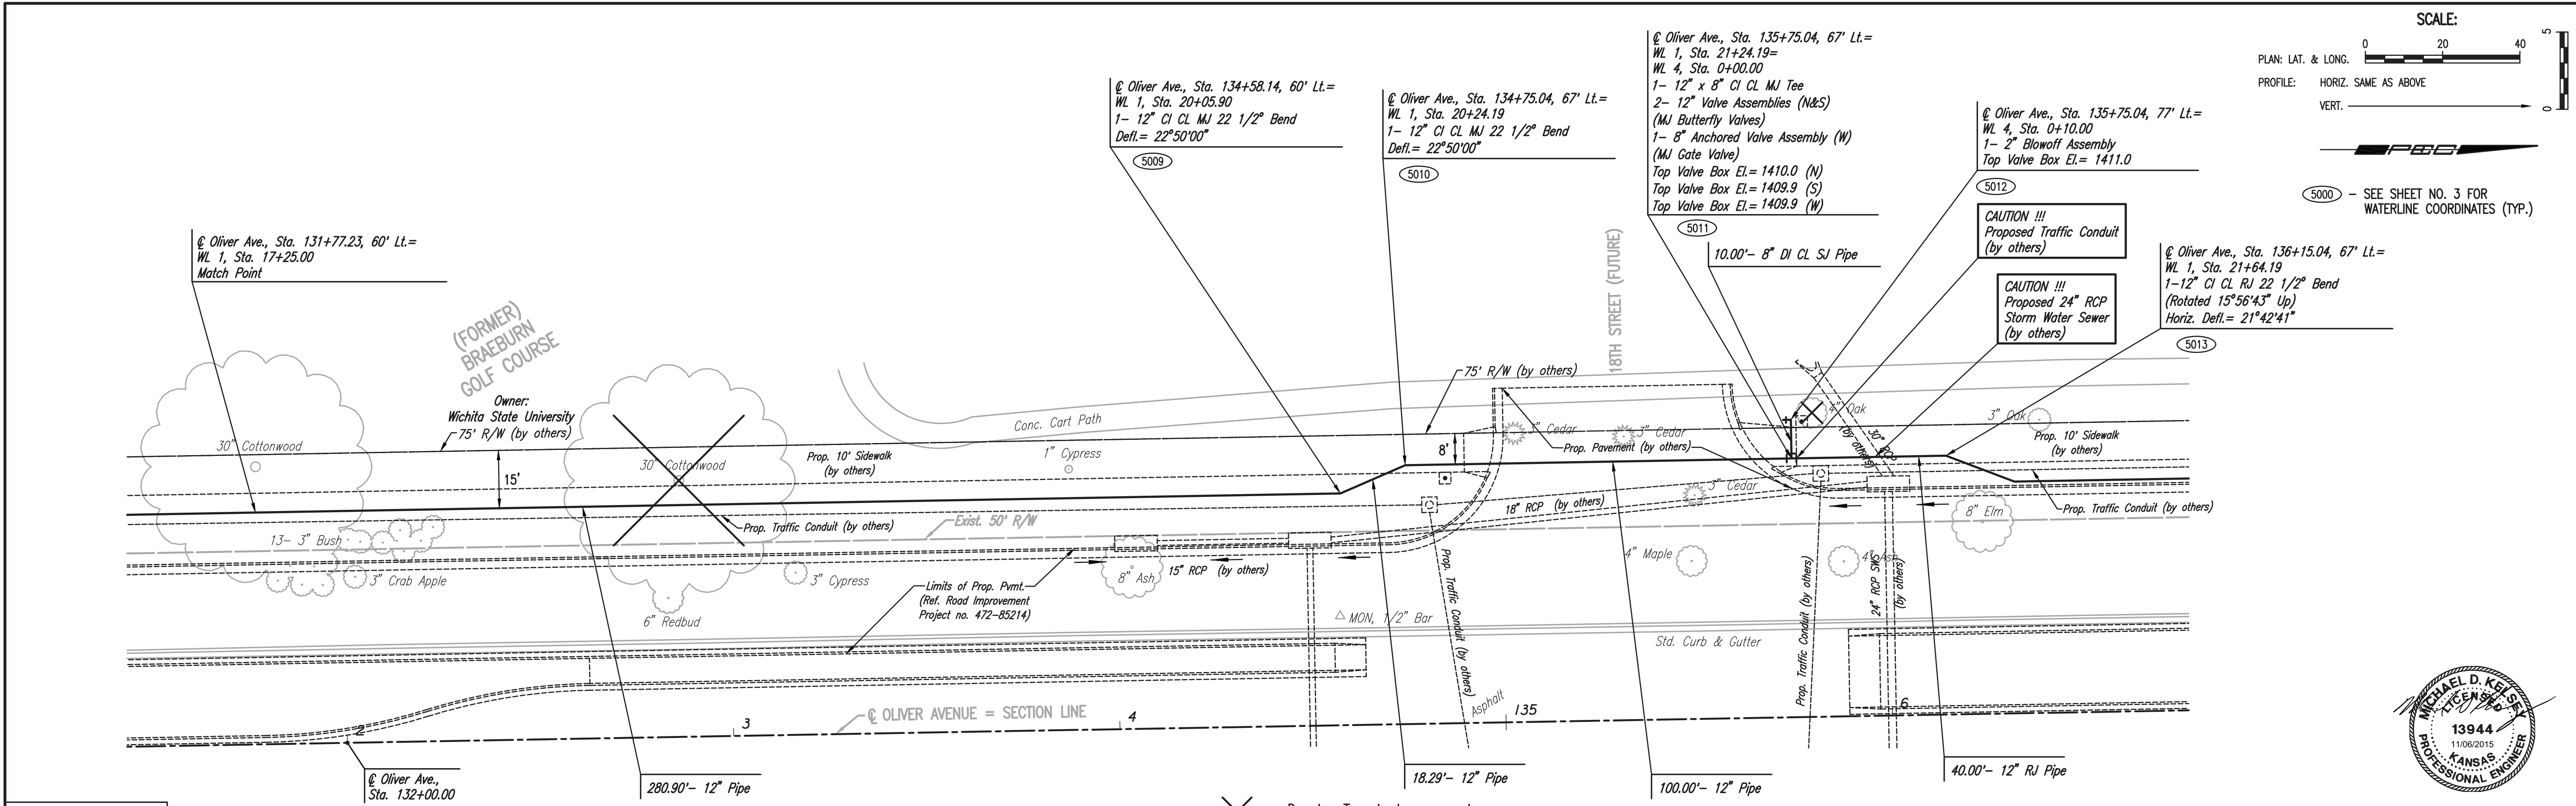 SCALE:
PLAN: LAT. & LONG.
0 20 40
PROFILE: HORIZ. SAME AS ABOVE
VERT.
5
0
PEC
5000 - SEE SHEET NO. 3 FOR
WATERLINE COORDINATES (TYP.)
℄ Oliver Ave., Sta. 131+77.23, 60' Lt.=
WL 1, Sta. 17+25.00
Match Point
℄ Oliver Ave., Sta. 134+58.14, 60' Lt.=
WL 1, Sta. 20+05.90
1- 12" CI CL MJ 22 1/2° Bend
Defl.= 22°50'00"
5009
℄ Oliver Ave., Sta. 134+75.04, 67' Lt.=
WL 1, Sta. 20+24.19
1- 12" CI CL MJ 22 1/2° Bend
Defl.= 22°50'00"
5010
℄ Oliver Ave., Sta. 135+75.04, 67' Lt.=
WL 1, Sta. 21+24.19=
WL 4, Sta. 0+00.00
1- 12" x 8" CI CL MJ Tee
2- 12" Valve Assemblies (N&S)
(MJ Butterfly Valves)
1- 8" Anchored Valve Assembly (W)
(MJ Gate Valve)
Top Valve Box El.= 1410.0 (N)
Top Valve Box El.= 1409.9 (S)
Top Valve Box El.= 1409.9 (W)
5011
10.00'- 8" DI CL SJ Pipe
℄ Oliver Ave., Sta. 135+75.04, 77' Lt.=
WL 4, Sta. 0+10.00
1- 2" Blowoff Assembly
Top Valve Box El.= 1411.0
5012
CAUTION !!!
Proposed Traffic Conduit
(by others)
CAUTION !!!
Proposed 24" RCP
Storm Water Sewer
(by others)
℄ Oliver Ave., Sta. 136+15.04, 67' Lt.=
WL 1, Sta. 21+64.19
1-12" CI CL RJ 22 1/2° Bend
(Rotated 15°56'43" Up)
Horiz. Defl.= 21°42'41"
5013
(FORMER)
BRAEBURN
GOLF COURSE
18TH STREET (FUTURE)
Owner:
Wichita State University
75' R/W (by others)
75' R/W (by others)
Conc. Cart Path
30" Cottonwood
30" Cottonwood
15'
Prop. 10' Sidewalk
(by others)
1" Cypress
8'
3" Cedar
3" Cedar
Prop. Pavement (by others)
4" Oak
30" RCP
(by others)
3" Oak
Prop. 10' Sidewalk
(by others)
Prop. Traffic Conduit (by others)
Exist. 50' R/W
18" RCP (by others)
3" Cedar
8" Elm
Prop. Traffic Conduit (by others)
13- 3" Bush
3" Crab Apple
6" Redbud
3" Cypress
Limits of Prop. Pvmt.
(Ref. Road Improvement
Project no. 472-85214)
8" Ash
15" RCP (by others)
4" Maple
4" Ash
24" RCP SWS
(by others)
MON, 1/2" Bar
Prop. Traffic Conduit (by others)
Prop. Traffic Conduit (by others)
Std. Curb & Gutter
Asphalt
℄ OLIVER AVENUE = SECTION LINE
2
3
4
135
6
℄ Oliver Ave.,
Sta. 132+00.00
280.90'- 12" Pipe
18.29'- 12" Pipe
100.00'- 12" Pipe
40.00'- 12" RJ Pipe
MICHAEL D. KELSEY
LICENSED
13944
11/06/2015
KANSAS
PROFESSIONAL ENGINEER